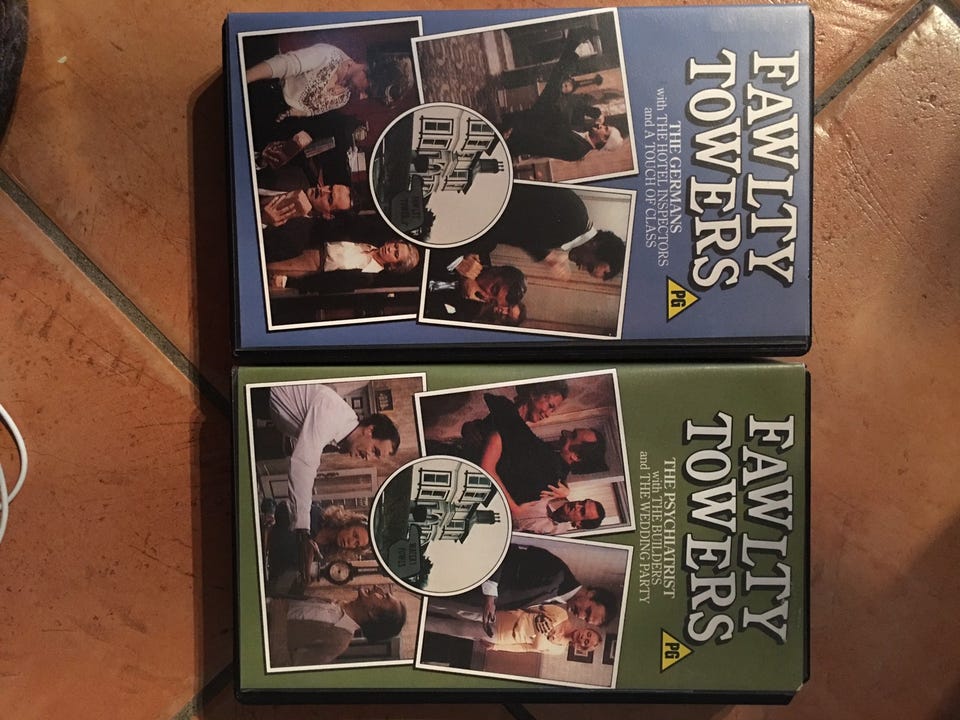 FAWLTY
TOWERS
THE GERMANS
with THE HOTEL INSPECTORS
and A TOUCH OF CLASS
PG
FAWLTY
TOWERS
THE PSYCHIATRIST
with THE BUILDERS
and THE WEDDING PARTY
PG